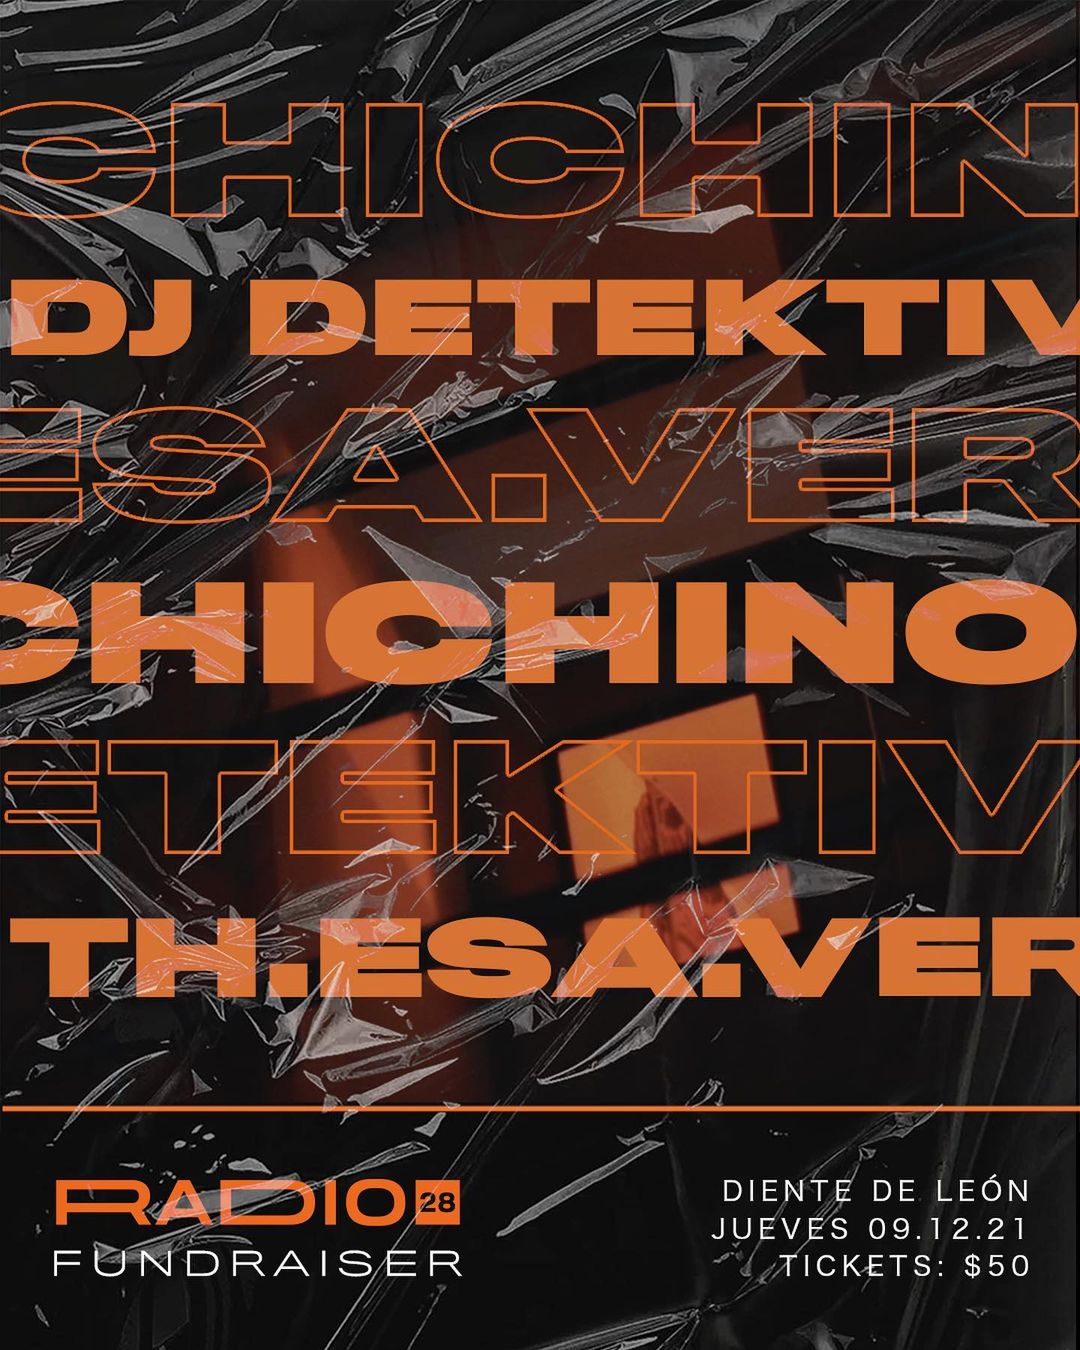 CHICHIN
DJ DETEKTIV
ESA.VER
CHICHINO
ETEKTIV
TH.ESA.VER
RADIO 28
FUNDRAISER
DIENTE DE LEÓN
JUEVES 09.12.21
TICKETS: $50